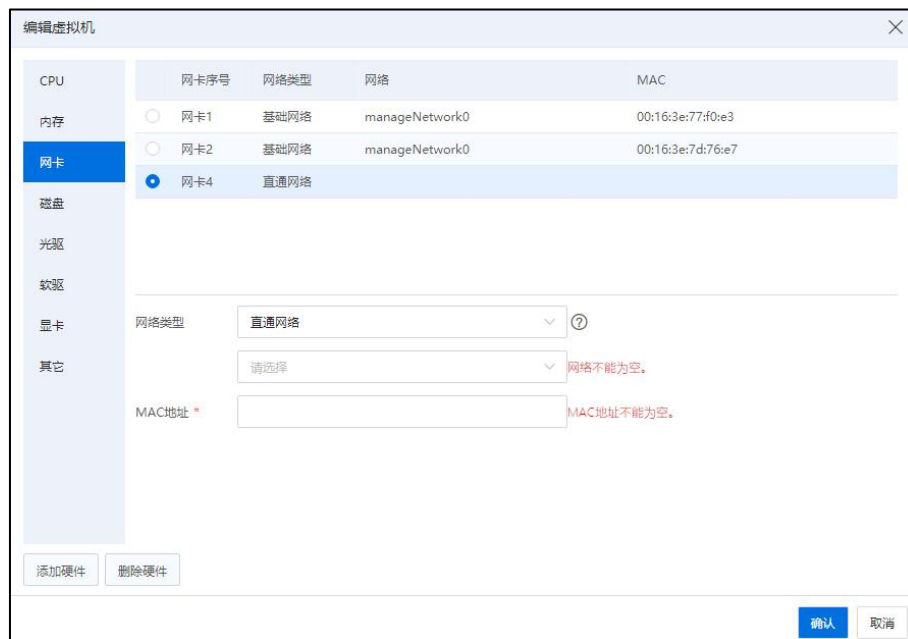 编辑虚拟机
CPU
内存
网卡
磁盘
光驱
软驱
显卡
其它
网卡序号 网络类型 网络 MAC
网卡1 基础网络 manageNetwork0 00:16:3e:77:f0:e3
网卡2 基础网络 manageNetwork0 00:16:3e:7d:76:e7
网卡4 直通网络
网络类型 直通网络 ?
请选择 网络不能为空。
MAC地址 * MAC地址不能为空。
添加硬件 删除硬件
确认 取消